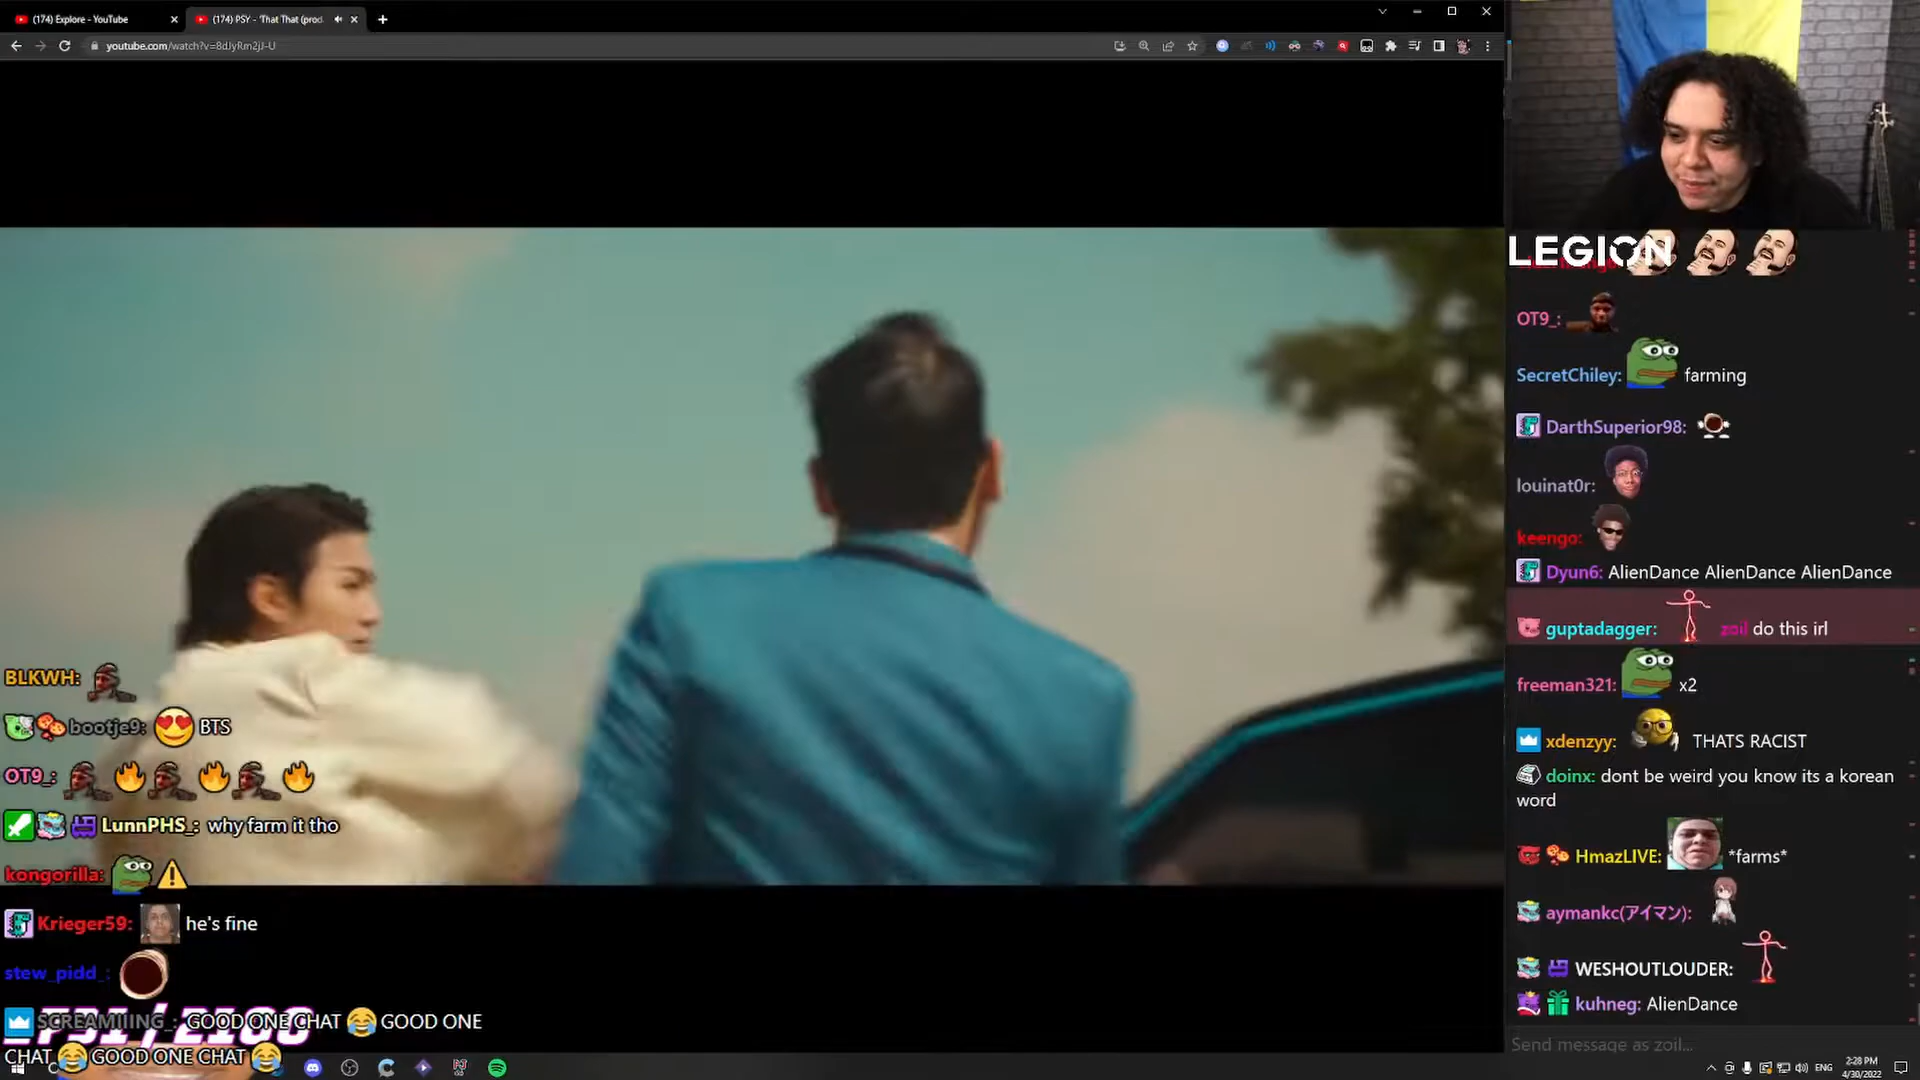 (174) Explore - YouTube
(174) PSY - 'That That (prod.
youtube.com/watch?v=8dJyRm2jJ-U
LEGION
OT9_:
SecretChiley: farming
DarthSuperior98:
louinat0r:
keengo:
Dyun6: AlienDance AlienDance AlienDance
guptadagger: zoil do this irl
freeman321: x2
xdenzyy: THATS RACIST
doinx: dont be weird you know its a korean
word
HmazLIVE: *farms*
aymankc(アイマン):
WESHOUTLOUDER:
kuhneg: AlienDance
Send message as zoil...
BLKWH:
bootje9: BTS
OT9_:
LunnPHS_: why farm it tho
kongorilla:
Krieger59: he's fine
stew_pidd_:
SCREAMIIING_: GOOD ONE CHAT 😂 GOOD ONE
CHAT 😂 GOOD ONE CHAT 😂
ENG
2:28 PM
4/30/2022